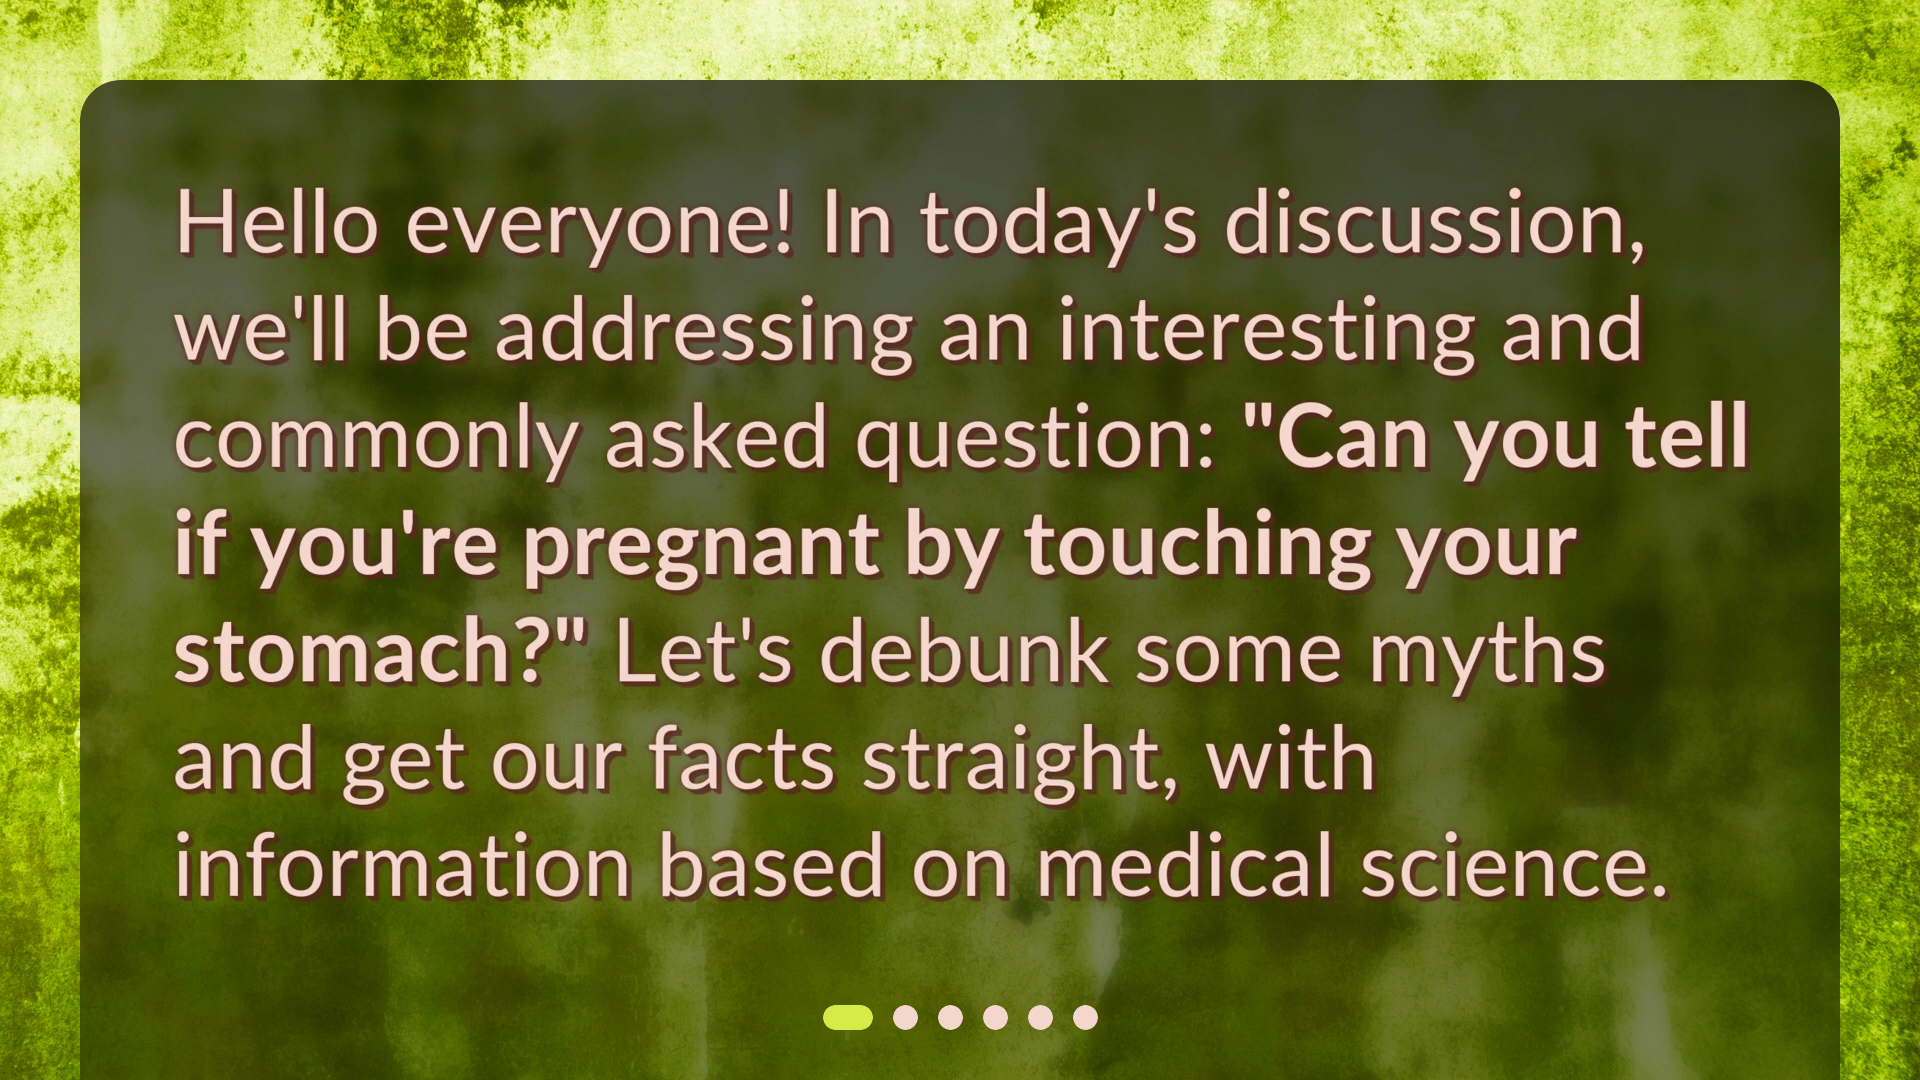 Hello everyone! In today's discussion,
we'll be addressing an interesting and
commonly asked question: "Can you tell
if you're pregnant by touching your
stomach?" Let's debunk some myths
and get our facts straight, with
information based on medical science.